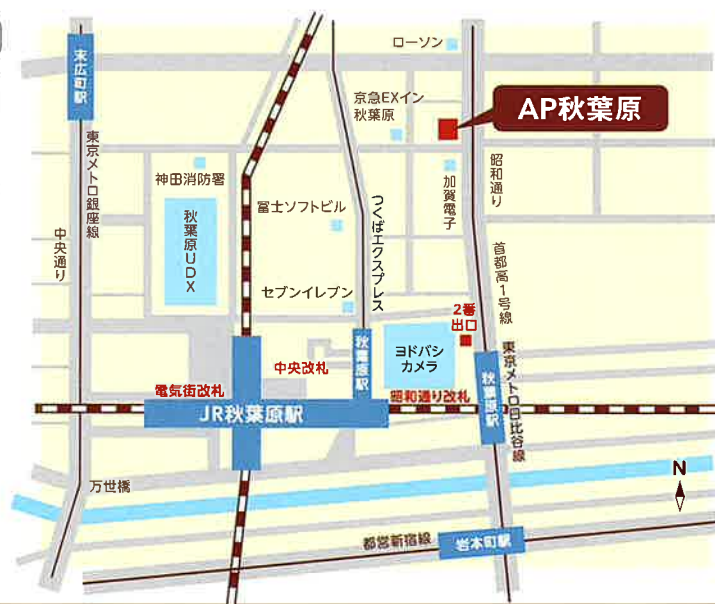 ローソン
末広町駅
京急EXイン
秋葉原
AP秋葉原
東京メトロ銀座線
神田消防署
昭和通り
加賀電子
冨士ソフトビル
つくばエクスプレス
秋葉原UDX
中央通り
首都高1号線
セブンイレブン
2番
出口
ヨドバシ
カメラ
秋葉原駅
中央改札
電気街改札
昭和通り改札
秋葉原駅
東京メトロ日比谷線
JR秋葉原駅
万世橋
N
都営新宿線
岩本町駅